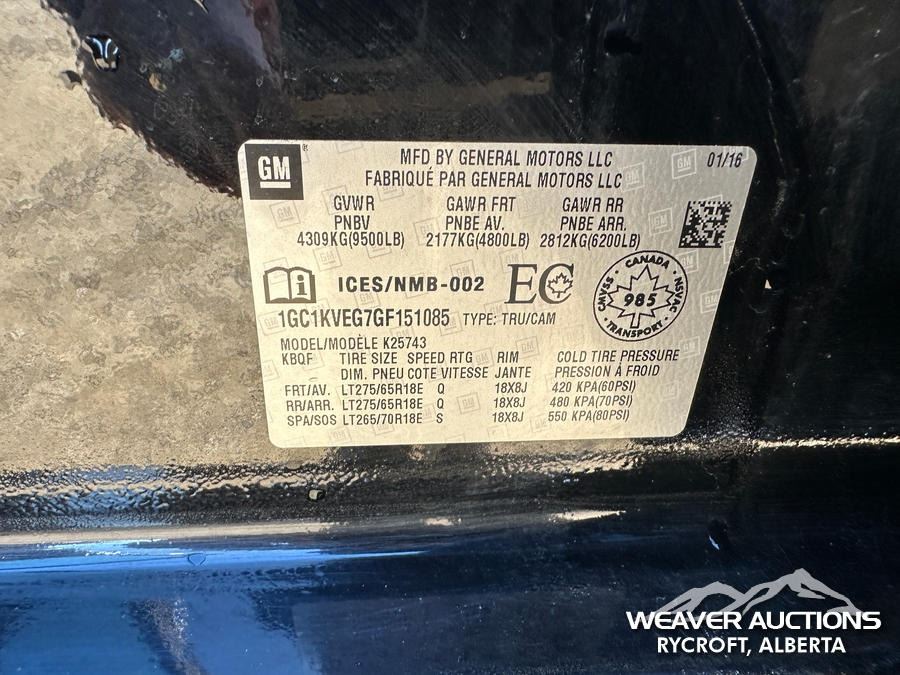 GM
MFD BY GENERAL MOTORS LLC 01/16
FABRIQUÉ PAR GENERAL MOTORS LLC
GVWR GAWR FRT GAWR RR
PNBV PNBE AV. PNBE ARR.
4309KG(9500LB) 2177KG(4800LB) 2812KG(6200LB)
ICES/NMB-002 EC
CANADA CMVSS NSVAC 985 TRANSPORT
1GC1KVEG7GF151085 TYPE: TRU/CAM
MODEL/MODÈLE K25743
KBQF TIRE SIZE SPEED RTG RIM COLD TIRE PRESSURE
DIM. PNEU COTE VITESSE JANTE PRESSION À FROID
FRT/AV. LT275/65R18E Q 18X8J 420 KPA(60PSI)
RR/ARR. LT275/65R18E Q 18X8J 480 KPA(70PSI)
SPA/SOS LT265/70R18E S 18X8J 550 KPA(80PSI)
WEAVER AUCTIONS
RYCROFT, ALBERTA